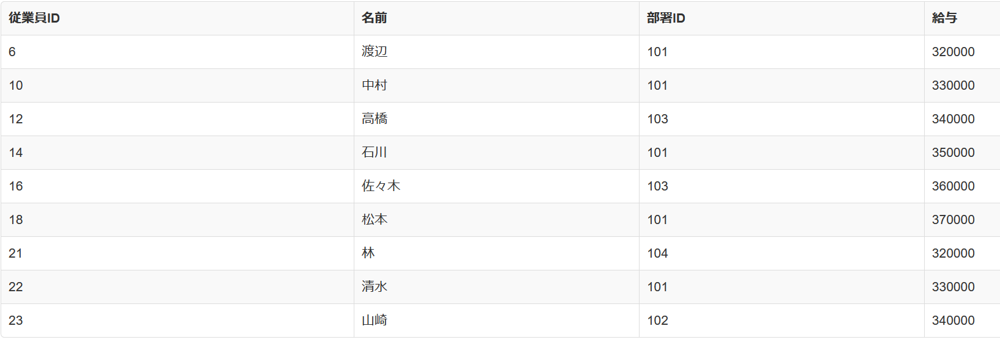 従業員ID 名前 部署ID 給与
6 渡辺 101 320000
10 中村 101 330000
12 高橋 103 340000
14 石川 101 350000
16 佐々木 103 360000
18 松本 101 370000
21 林 104 320000
22 清水 101 330000
23 山崎 102 340000